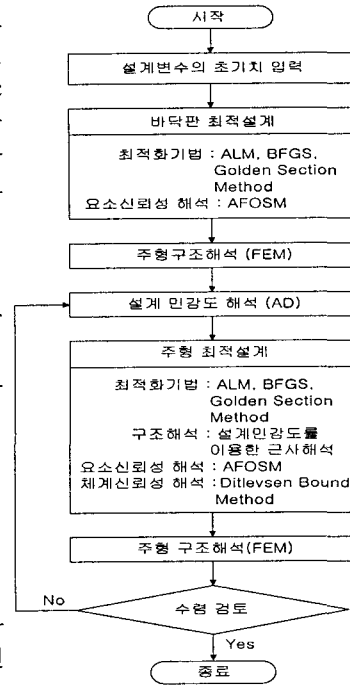 시작
설계변수의 초기치 입력
바닥판 최적설계
최적화기법 : ALM, BFGS,
Golden Section
Method
요소신뢰성 해석 : AFOSM
주형구조해석 (FEM)
설계 민감도 해석 (AD)
주형 최적설계
최적화기법 : ALM, BFGS,
Golden Section
Method
구조해석 : 설계민감도를
이용한 근사해석
요소신뢰성 해석 : AFOSM
체계신뢰성 해석 : Ditlevsen Bound
Method
주형 구조해석(FEM)
No
수렴 검토
Yes
종료